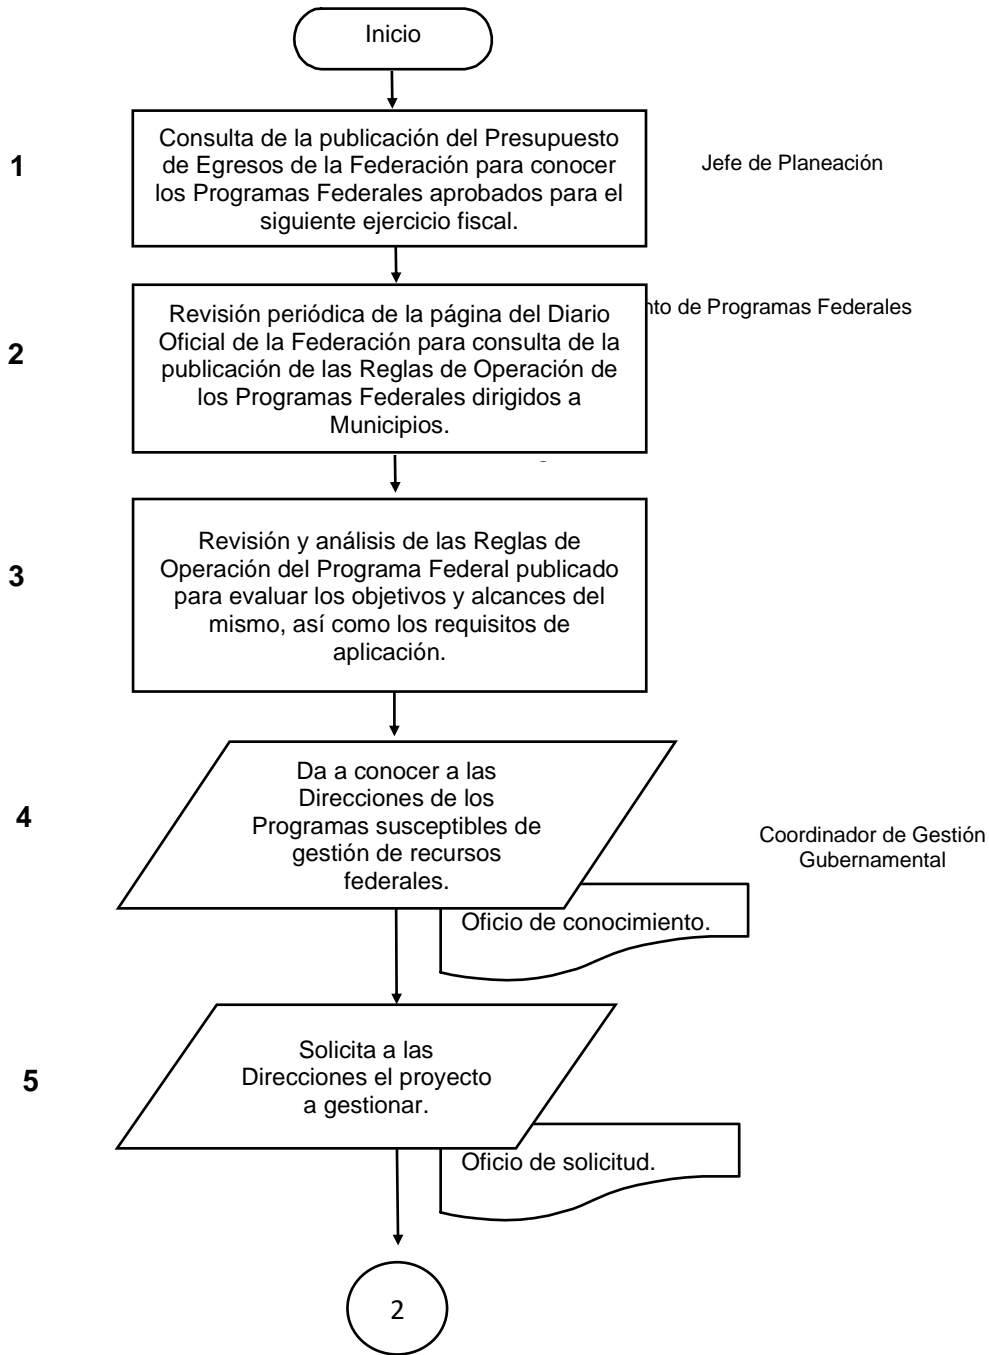 Inicio
1
Consulta de la publicación del Presupuesto
de Egresos de la Federación para conocer
los Programas Federales aprobados para el
siguiente ejercicio fiscal.
Jefe de Planeación
2
Revisión periódica de la página del Diario
Oficial de la Federación para consulta de la
publicación de las Reglas de Operación de
los Programas Federales dirigidos a
Municipios.
de Programas Federales
3
Revisión y análisis de las Reglas de
Operación del Programa Federal publicado
para evaluar los objetivos y alcances del
mismo, así como los requisitos de
aplicación.
4
Da a conocer a las
Direcciones de los
Programas susceptibles de
gestión de recursos
federales.
Coordinador de Gestión
Gubernamental
Oficio de conocimiento.
5
Solicita a las
Direcciones el proyecto
a gestionar.
Oficio de solicitud.
2